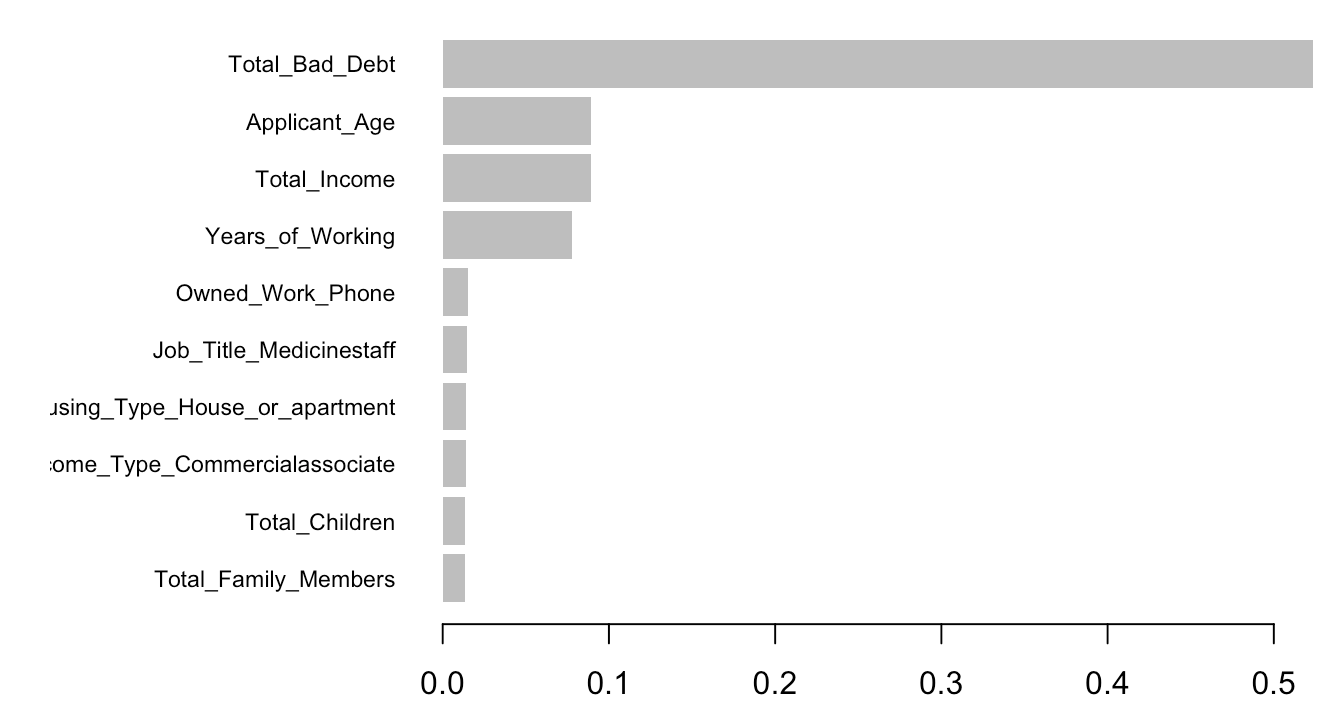 Total_Bad_Debt
Applicant_Age
Total_Income
Years_of_Working
Owned_Work_Phone
Job_Title_Medicinestaff
using_Type_House_or_apartment
come_Type_Commercialassociate
Total_Children
Total_Family_Members
0.0 0.1 0.2 0.3 0.4 0.5